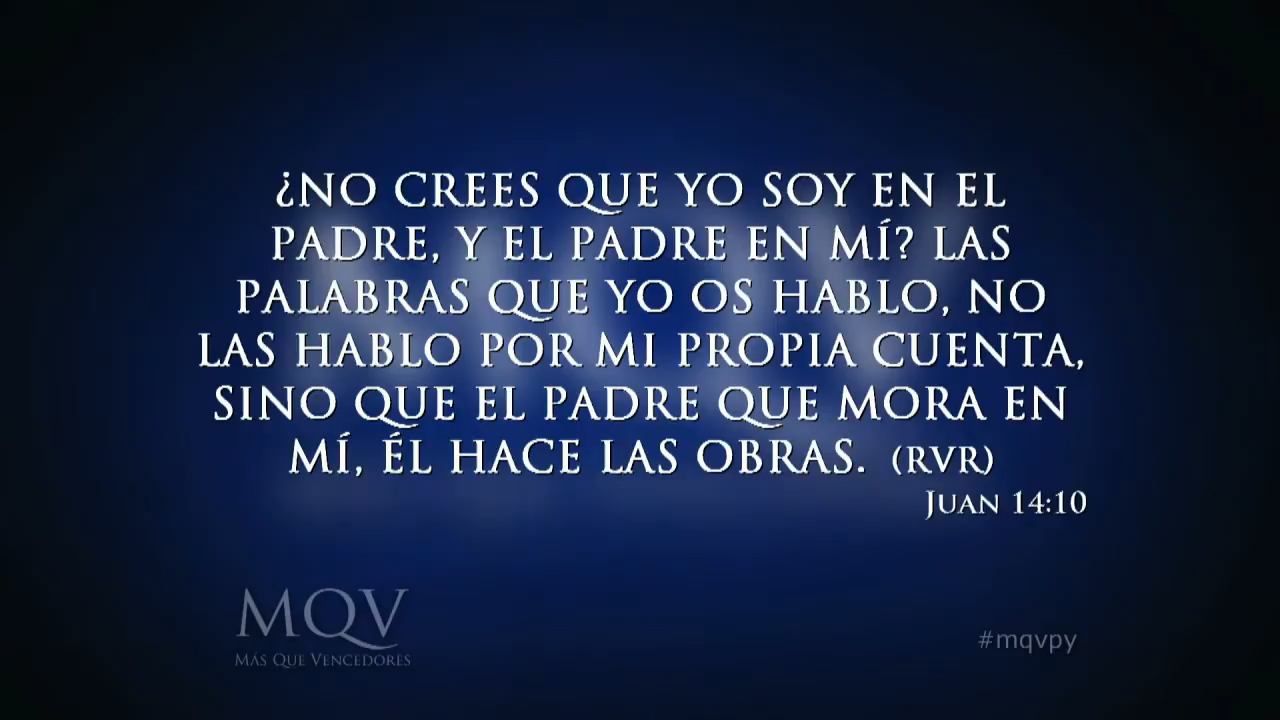 ¿NO CREES QUE YO SOY EN EL
PADRE, Y EL PADRE EN MÍ? LAS
PALABRAS QUE YO OS HABLO, NO
LAS HABLO POR MI PROPIA CUENTA,
SINO QUE EL PADRE QUE MORA EN
MÍ, ÉL HACE LAS OBRAS. (RVR)
JUAN 14:10
MQV
MÁS QUE VENCEDORES
#mqvpy